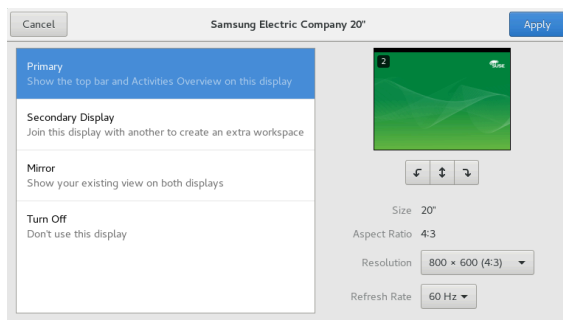 Cancel
Samsung Electric Company 20"
Apply
Primary
Show the top bar and Activities Overview on this display
Secondary Display
Join this display with another to create an extra workspace
Mirror
Show your existing view on both displays
Turn Off
Don't use this display
2
SUSE
Size 20"
Aspect Ratio 4:3
Resolution 800 × 600 (4:3)
Refresh Rate 60 Hz